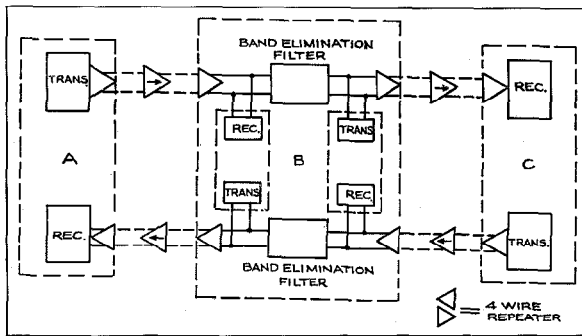 BAND ELIMINATION
FILTER
TRANS.
REC.
REC.
TRANS
A
B
C
TRANS
REC.
REC.
TRANS.
BAND ELIMINATION
FILTER
= 4 WIRE
REPEATER